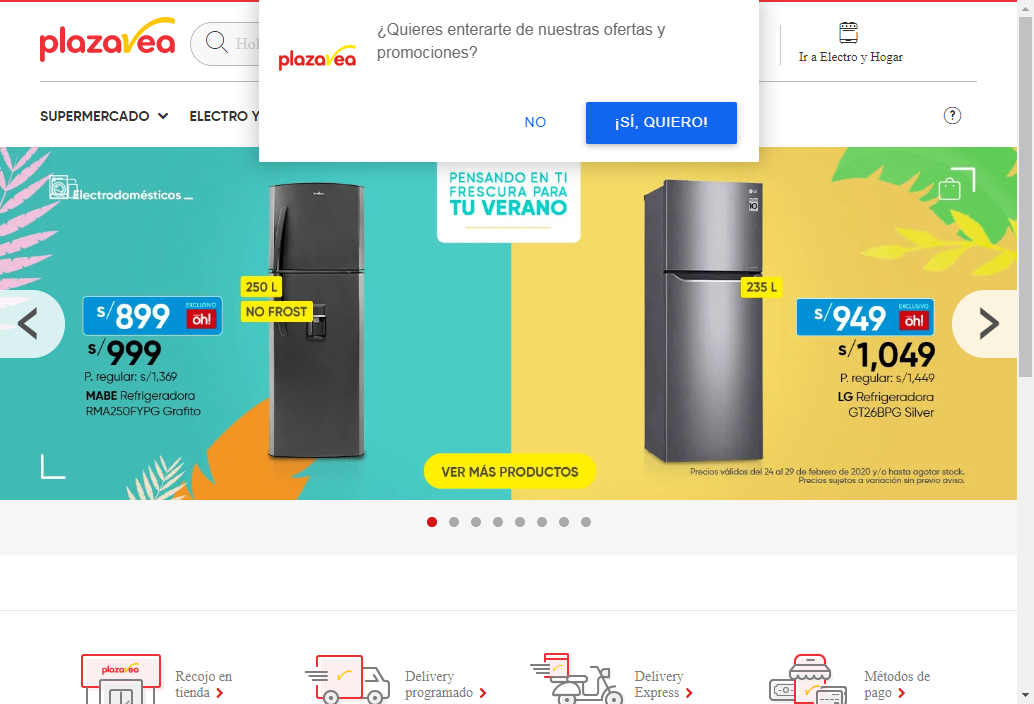 plazavea
Hol
plazavea
¿Quieres enterarte de nuestras ofertas y
promociones?
NO
¡SÍ, QUIERO!
Ir a Electro y Hogar
SUPERMERCADO
ELECTRO Y
?
Electrodomésticos
PENSANDO EN TI
FRESCURA PARA
TU VERANO
250 L
NO FROST
S/899
EXCLUSIVO
oh!
S/999
P. regular: s/1,369
MABE Refrigeradora
RMA250FYPG Grafito
mabe
LG
235 L
S/949
EXCLUSIVO
oh!
S/1,049
P. regular: s/1,449
LG Refrigeradora
GT26BPG Silver
VER MÁS PRODUCTOS
Precios válidos del 24 al 29 de febrero de 2020 y/o hasta agotar stock.
Precios sujetos a variación sin previo aviso.
plazavea
Recojo en
tienda
Delivery
programado
Delivery
Express
Métodos de
pago